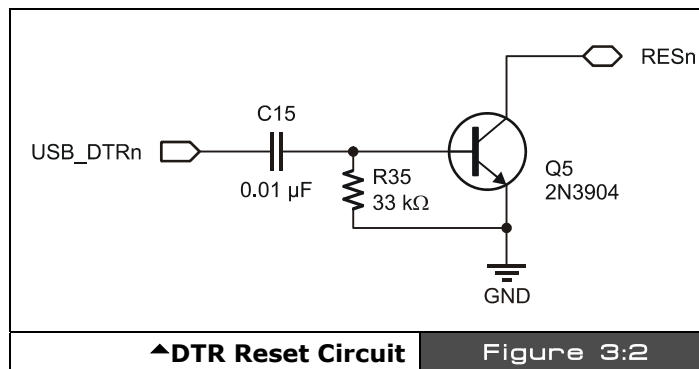 RESn
C15
USB_DTRn
0.01 µF
R35
33 kΩ
Q5
2N3904
GND
▲DTR Reset Circuit
Figure 3:2